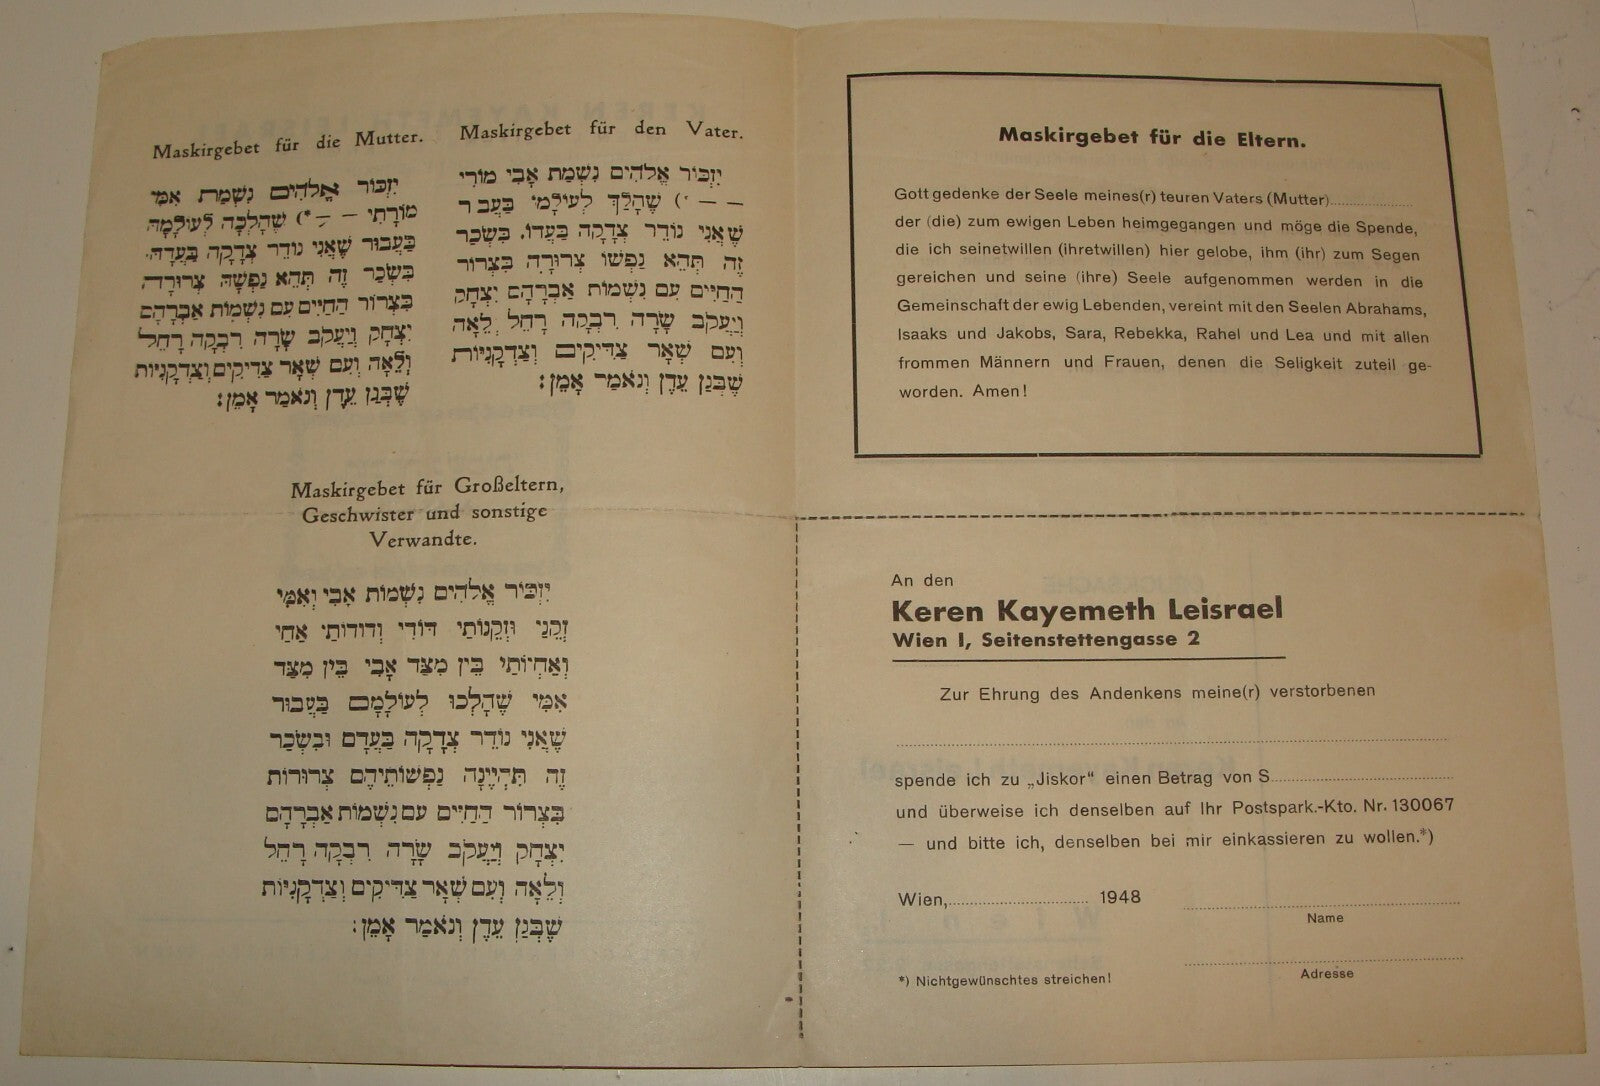 Maskirgebet für die Mutter.
יִזְכּוֹר אֱלֹהִים נִשְׁמַת אִמִּי
מוֹרָתִי — —*) שֶׁהָלְכָה לְעוֹלָמָהּ
בַּעֲבוּר שֶׁאֲנִי נוֹדֵר צְדָקָה בַּעֲדָהּ.
בִּשְׂכַר זֶה תְּהֵא נַפְשָׁהּ צְרוּרָה
בִּצְרוֹר הַחַיִּים עִם נִשְׁמוֹת אַבְרָהָם
יִצְחָק וְיַעֲקֹב שָׂרָה רִבְקָה רָחֵל
וְלֵאָה וְעִם שְׁאָר צַדִּיקִים וְצַדְקָנִיּוֹת
שֶׁבְּגַן עֵדֶן וְנֹאמַר אָמֵן:
Maskirgebet für den Vater.
יִזְכּוֹר אֱלֹהִים נִשְׁמַת אָבִי מוֹרִי
— — *) שֶׁהָלַךְ לְעוֹלָמוֹ בַּעֲבֻר
שֶׁאֲנִי נוֹדֵר צְדָקָה בַּעֲדוֹ. בִּשְׂכַר
זֶה תְּהֵא נַפְשׁוֹ צְרוּרָה בִּצְרוֹר
הַחַיִּים עִם נִשְׁמוֹת אַבְרָהָם יִצְחָק
וְיַעֲקֹב שָׂרָה רִבְקָה רָחֵל וְלֵאָה
וְעִם שְׁאָר צַדִּיקִים וְצַדְקָנִיּוֹת
שֶׁבְּגַן עֵדֶן וְנֹאמַר אָמֵן:
Maskirgebet für Großeltern,
Geschwister und sonstige
Verwandte.
יִזְכּוֹר אֱלֹהִים נִשְׁמוֹת אָבִי וְאִמִּי
זְקֵנַי וּזְקֵנוֹתַי דּוֹדַי וְדוֹדוֹתַי אַחַי
וְאַחְיוֹתַי בֵּין מִצַּד אָבִי בֵּין מִצַּד
אִמִּי שֶׁהָלְכוּ לְעוֹלָמָם בַּעֲבוּר
שֶׁאֲנִי נוֹדֵר צְדָקָה בַּעֲדָם וּבִשְׂכַר
זֶה תִּהְיֶינָה נַפְשׁוֹתֵיהֶם צְרוּרוֹת
בִּצְרוֹר הַחַיִּים עִם נִשְׁמוֹת אַבְרָהָם
יִצְחָק וְיַעֲקֹב שָׂרָה רִבְקָה רָחֵל
וְלֵאָה וְעִם שְׁאָר צַדִּיקִים וְצַדְקָנִיּוֹת
שֶׁבְּגַן עֵדֶן וְנֹאמַר אָמֵן:
Maskirgebet für die Eltern.
Gott gedenke der Seele meines(r) teuren Vaters (Mutter)..............
der (die) zum ewigen Leben heimgegangen und möge die Spende,
die ich seinetwillen (ihretwillen) hier gelobe, ihm (ihr) zum Segen
gereichen und seine (ihre) Seele aufgenommen werden in die
Gemeinschaft der ewig Lebenden, vereint mit den Seelen Abrahams,
Isaaks und Jakobs, Sara, Rebekka, Rahel und Lea und mit allen
frommen Männern und Frauen, denen die Seligkeit zuteil ge-
worden. Amen!
An den
Keren Kayemeth Leisrael
Wien I, Seitenstettengasse 2
Zur Ehrung des Andenkens meine(r) verstorbenen
spende ich zu „Jiskor“ einen Betrag von S..............
und überweise ich denselben auf Ihr Postspark.-Kto. Nr. 130067
— und bitte ich, denselben bei mir einkassieren zu wollen.*)
Wien,.............. 1948
Name
Adresse
*) Nichtgewünschtes streichen!